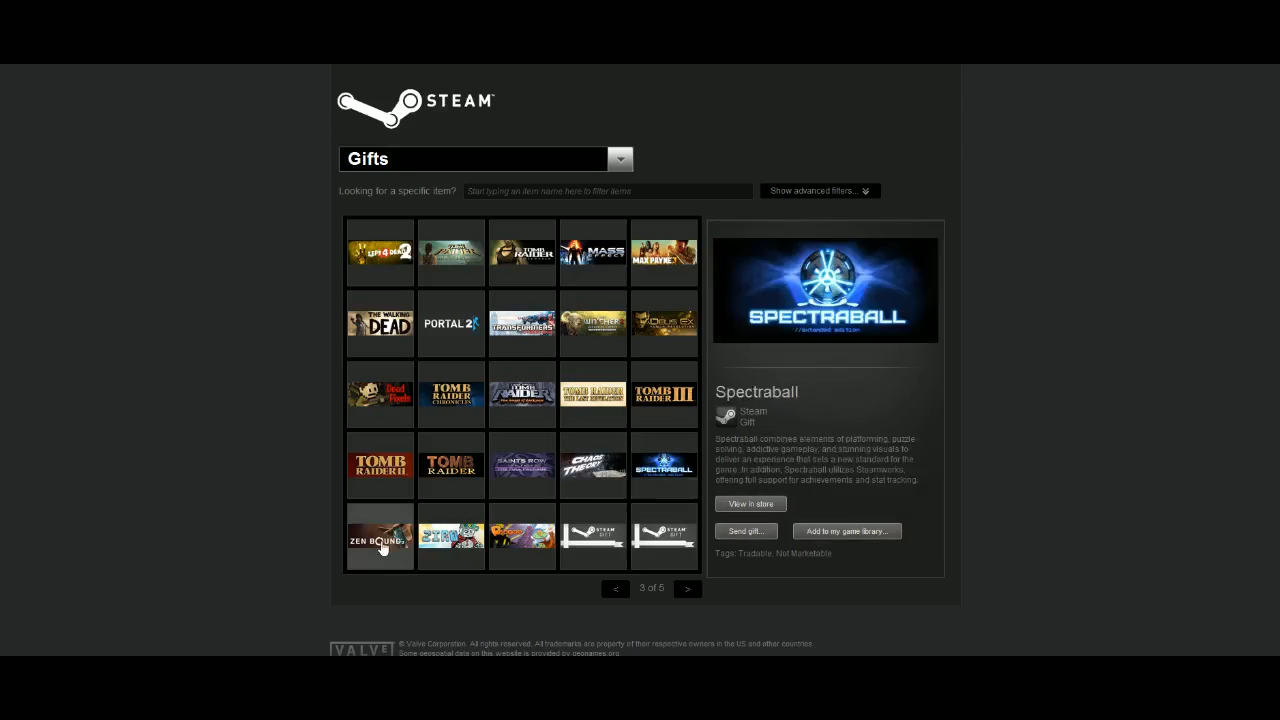 STEAM™
Gifts
Looking for a specific item?
Start typing an item name here to filter items
Show advanced filters...
LEFT 4 DEAD 2
TOMB RAIDER
MASS EFFECT
MAX PAYNE 3
THE WALKING DEAD
PORTAL 2
TRANSFORMERS
WITCHER
DEUS EX
Dead Pixels
TOMB RAIDER CHRONICLES
TOMB RAIDER
TOMB RAIDER THE LAST REVELATION
TOMB RAIDER III
TOMB RAIDER II
TOMB RAIDER
SAINTS ROW
CHAOS THEORY
SPECTRABALL
ZEN BOUND
STEAM GIFT
STEAM GIFT
SPECTRABALL
//extended edition
Spectraball
Steam
Gift
Spectraball combines elements of platforming, puzzle
solving, addictive gameplay, and stunning visuals to
deliver an experience that sets a new standard for the
genre. In addition, Spectraball utilizes Steamworks,
offering full support for achievements and stat tracking.
View in store
Send gift...
Add to my game library...
Tags: Tradable, Not Marketable
< 3 of 5 >
VALVE
© Valve Corporation. All rights reserved. All trademarks are property of their respective owners in the US and other countries.
Some geospatial data on this website is provided by geonames.org.